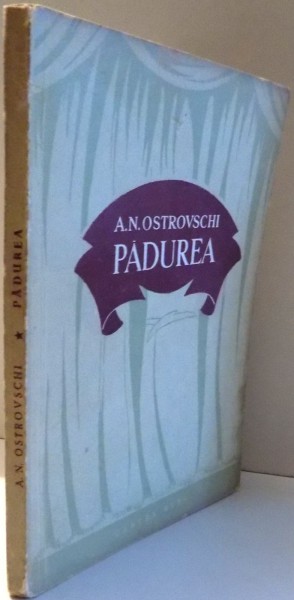 A.N. OSTROVSCHI
PĂDUREA
A.N. OSTROVSCHI ★ PĂDUREA